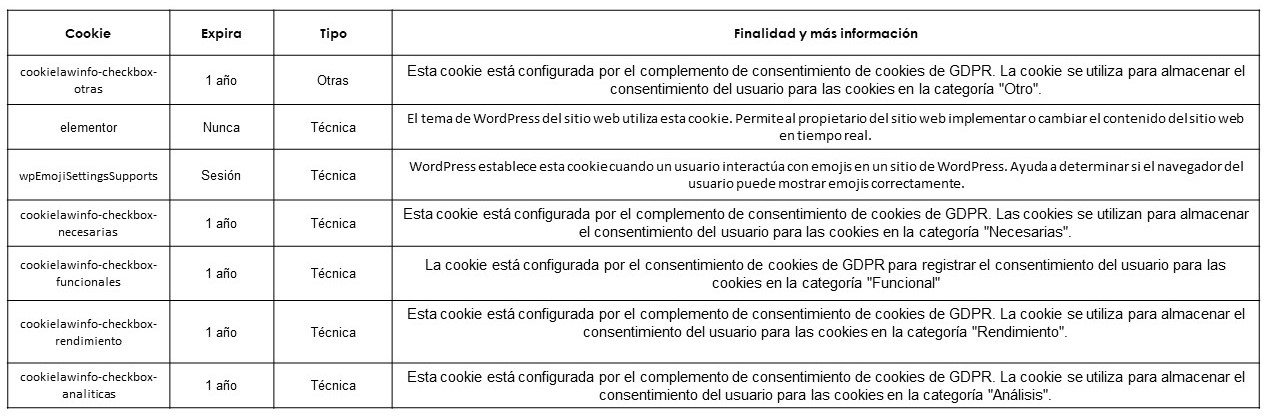 Cookie Expira Tipo Finalidad y más información
cookielawinfo-checkbox-
otras
1 año
Otras
Esta cookie está configurada por el complemento de consentimiento de cookies de GDPR. La cookie se utiliza para almacenar el
consentimiento del usuario para las cookies en la categoría "Otro".
elementor
Nunca
Técnica
El tema de WordPress del sitio web utiliza esta cookie. Permite al propietario del sitio web implementar o cambiar el contenido del sitio web
en tiempo real.
wpEmojiSettingsSupports
Sesión
Técnica
WordPress establece esta cookie cuando un usuario interactúa con emojis en un sitio de WordPress. Ayuda a determinar si el navegador del
usuario puede mostrar emojis correctamente.
cookielawinfo-checkbox-
necesarias
1 año
Técnica
Esta cookie está configurada por el complemento de consentimiento de cookies de GDPR. Las cookies se utilizan para almacenar
el consentimiento del usuario para las cookies en la categoría "Necesarias".
cookielawinfo-checkbox-
funcionales
1 año
Técnica
La cookie está configurada por el consentimiento de cookies de GDPR para registrar el consentimiento del usuario para las
cookies en la categoría "Funcional"
cookielawinfo-checkbox-
rendimiento
1 año
Técnica
Esta cookie está configurada por el complemento de consentimiento de cookies de GDPR. La cookie se utiliza para almacenar el
consentimiento del usuario para las cookies en la categoría "Rendimiento".
cookielawinfo-checkbox-
analiticas
1 año
Técnica
Esta cookie está configurada por el complemento de consentimiento de cookies de GDPR. La cookie se utiliza para almacenar el
consentimiento del usuario para las cookies en la categoría "Análisis".